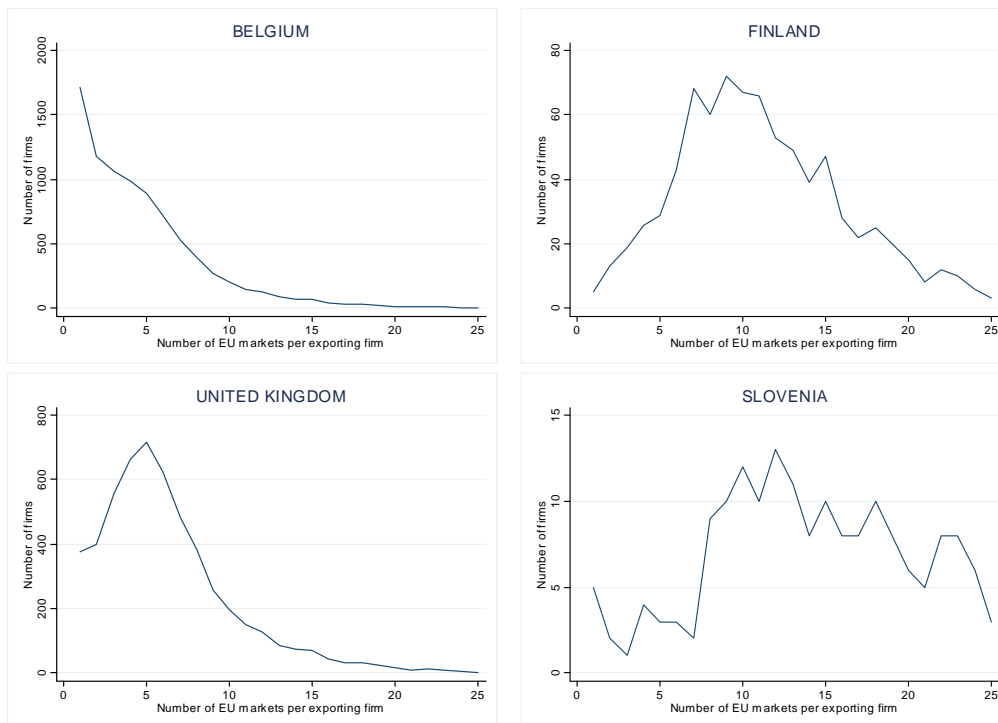 BELGIUM
2000
1500
1000
500
0
Number of firms
0 5 10 15 20 25
Number of EU markets per exporting firm
FINLAND
80
60
40
20
0
Number of firms
0 5 10 15 20 25
Number of EU markets per exporting firm
UNITED KINGDOM
800
600
400
200
0
Number of firms
0 5 10 15 20 25
Number of EU markets per exporting firm
SLOVENIA
15
10
5
0
Number of firms
0 5 10 15 20 25
Number of EU markets per exporting firm